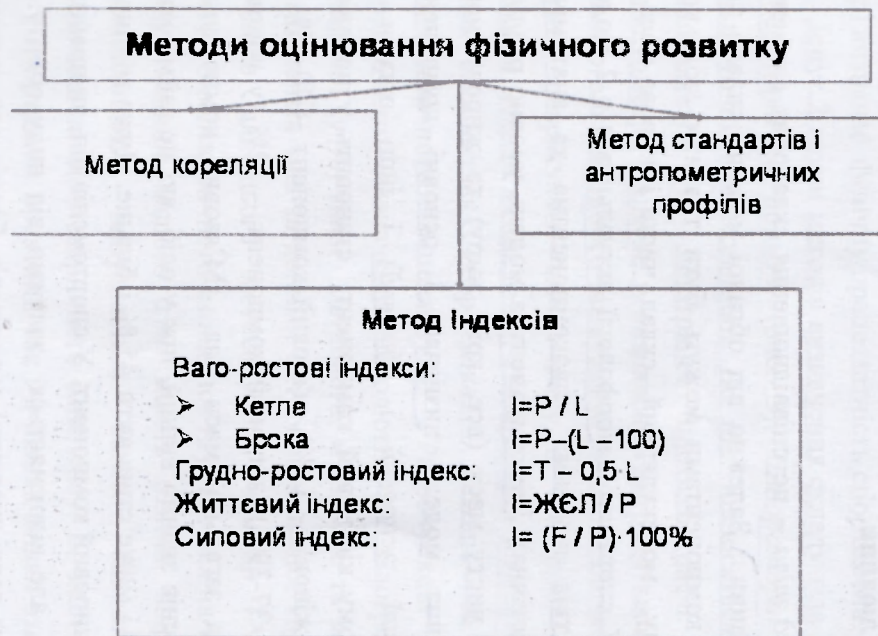 Методи оцінювання фізичного розвитку
Метод кореляції
Метод стандартів і
антропометричних
профілів
Метод індексів
Ваго-ростові індекси:
➢ Кетле I=P / L
➢ Брока I=P–(L –100)
Грудно-ростовий індекс: I=T – 0,5 L
Життєвий індекс: I=ЖЄЛ / P
Силовий індекс: I= (F / P)·100%